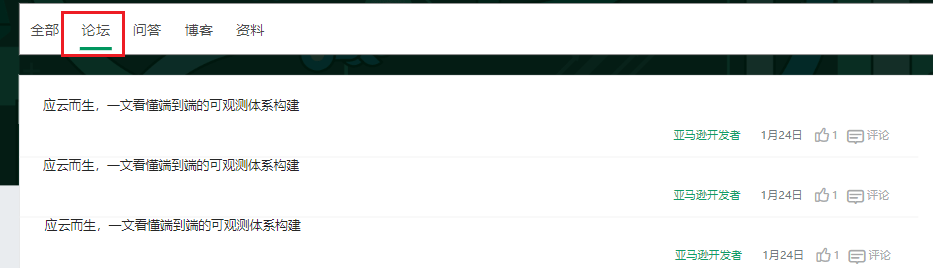 全部 论坛 问答 博客 资料
应云而生，一文看懂端到端的可观测体系构建
亚马逊开发者 1月24日 1 评论
应云而生，一文看懂端到端的可观测体系构建
亚马逊开发者 1月24日 1 评论
应云而生，一文看懂端到端的可观测体系构建
亚马逊开发者 1月24日 1 评论